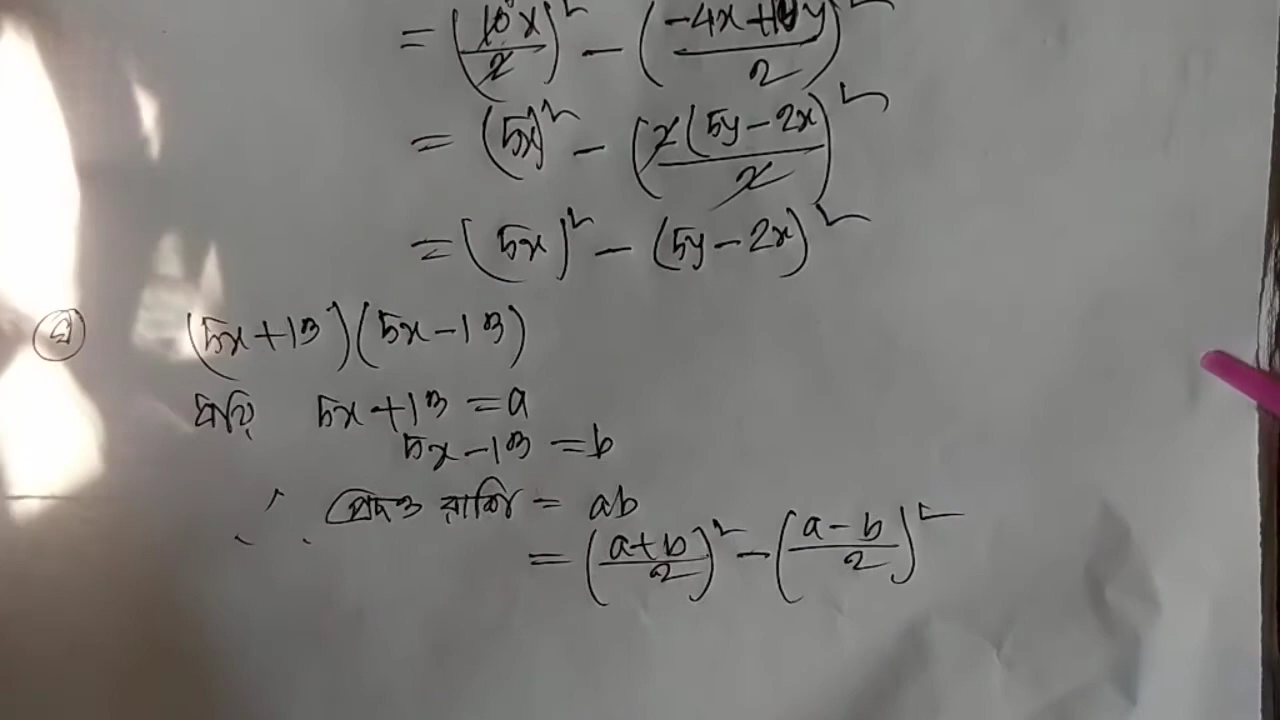 = (10x/2)² − (−4x+10y/2)²
= (5x)² − (2(5y−2x)/2)²
= (5x)² − (5y−2x)²
ঘ (5x+13)(5x−13)
ধরি, 5x+13 = a
5x−13 = b
∴ প্রদত্ত রাশি = ab
= (a+b/2)² − (a−b/2)²